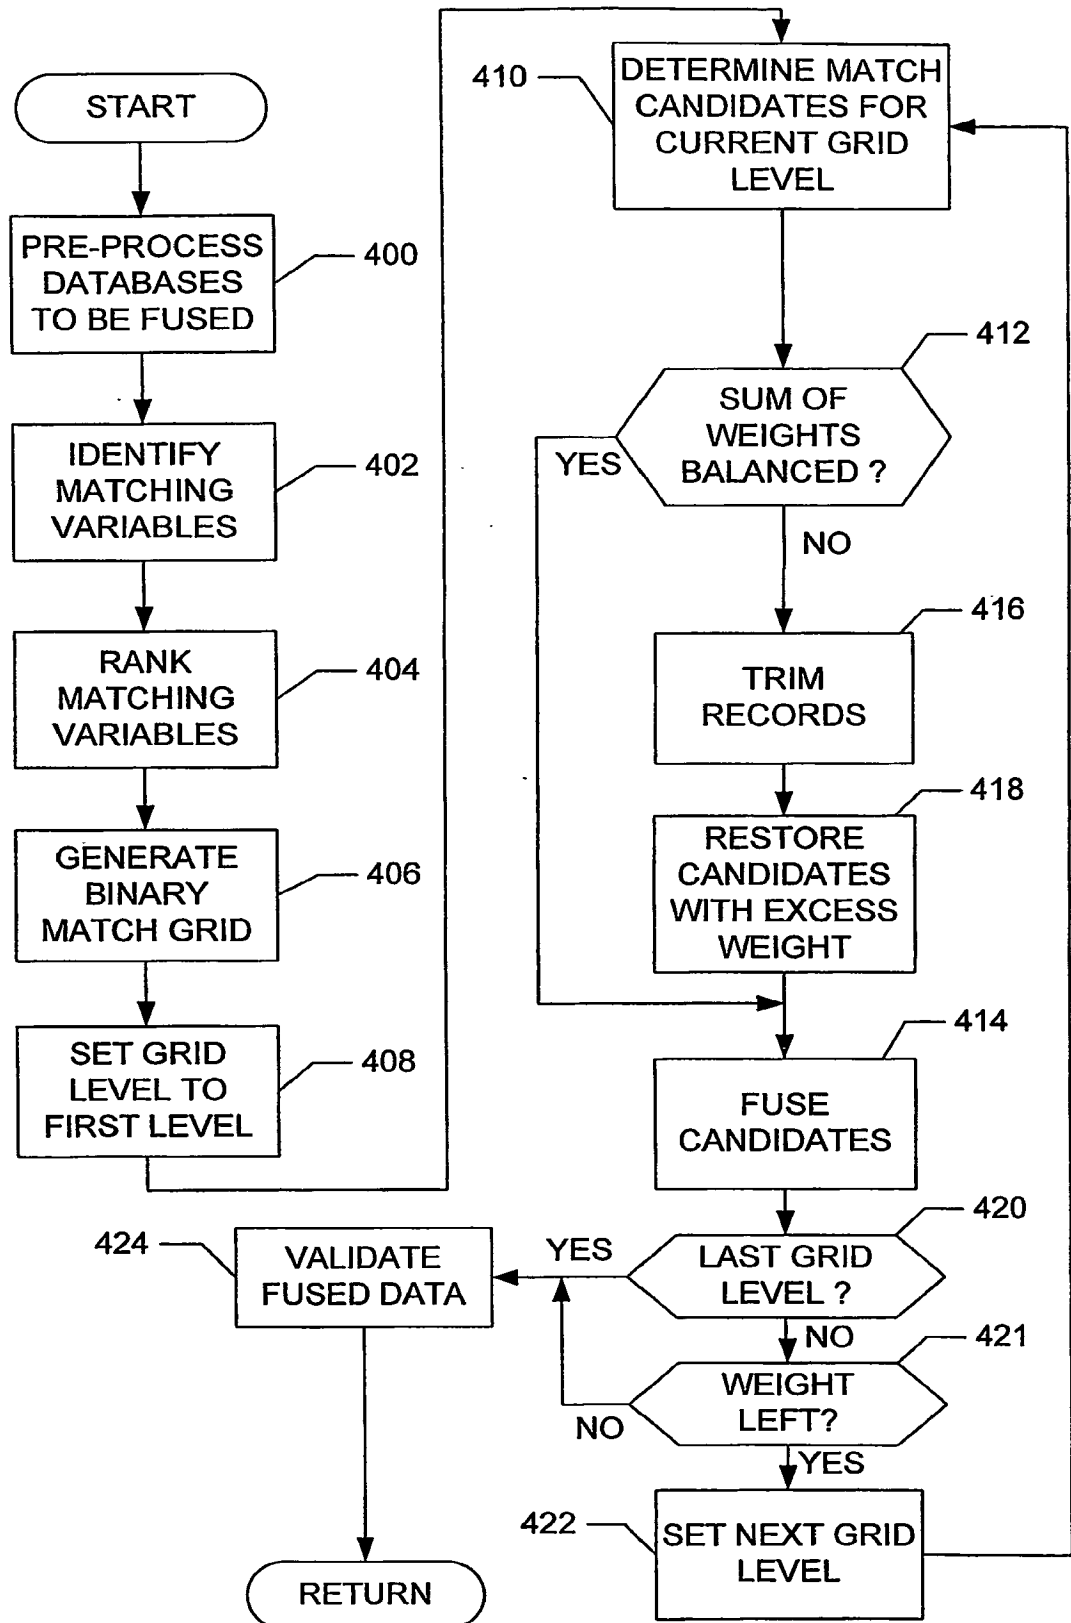 START
PRE-PROCESS
DATABASES
TO BE FUSED
400
IDENTIFY
MATCHING
VARIABLES
402
RANK
MATCHING
VARIABLES
404
GENERATE
BINARY
MATCH GRID
406
SET GRID
LEVEL TO
FIRST LEVEL
408
410
DETERMINE MATCH
CANDIDATES FOR
CURRENT GRID
LEVEL
412
SUM OF
WEIGHTS
BALANCED ?
YES
NO
416
TRIM
RECORDS
418
RESTORE
CANDIDATES
WITH EXCESS
WEIGHT
414
FUSE
CANDIDATES
420
LAST GRID
LEVEL ?
YES
NO
421
WEIGHT
LEFT?
NO
YES
422
SET NEXT GRID
LEVEL
424
VALIDATE
FUSED DATA
RETURN